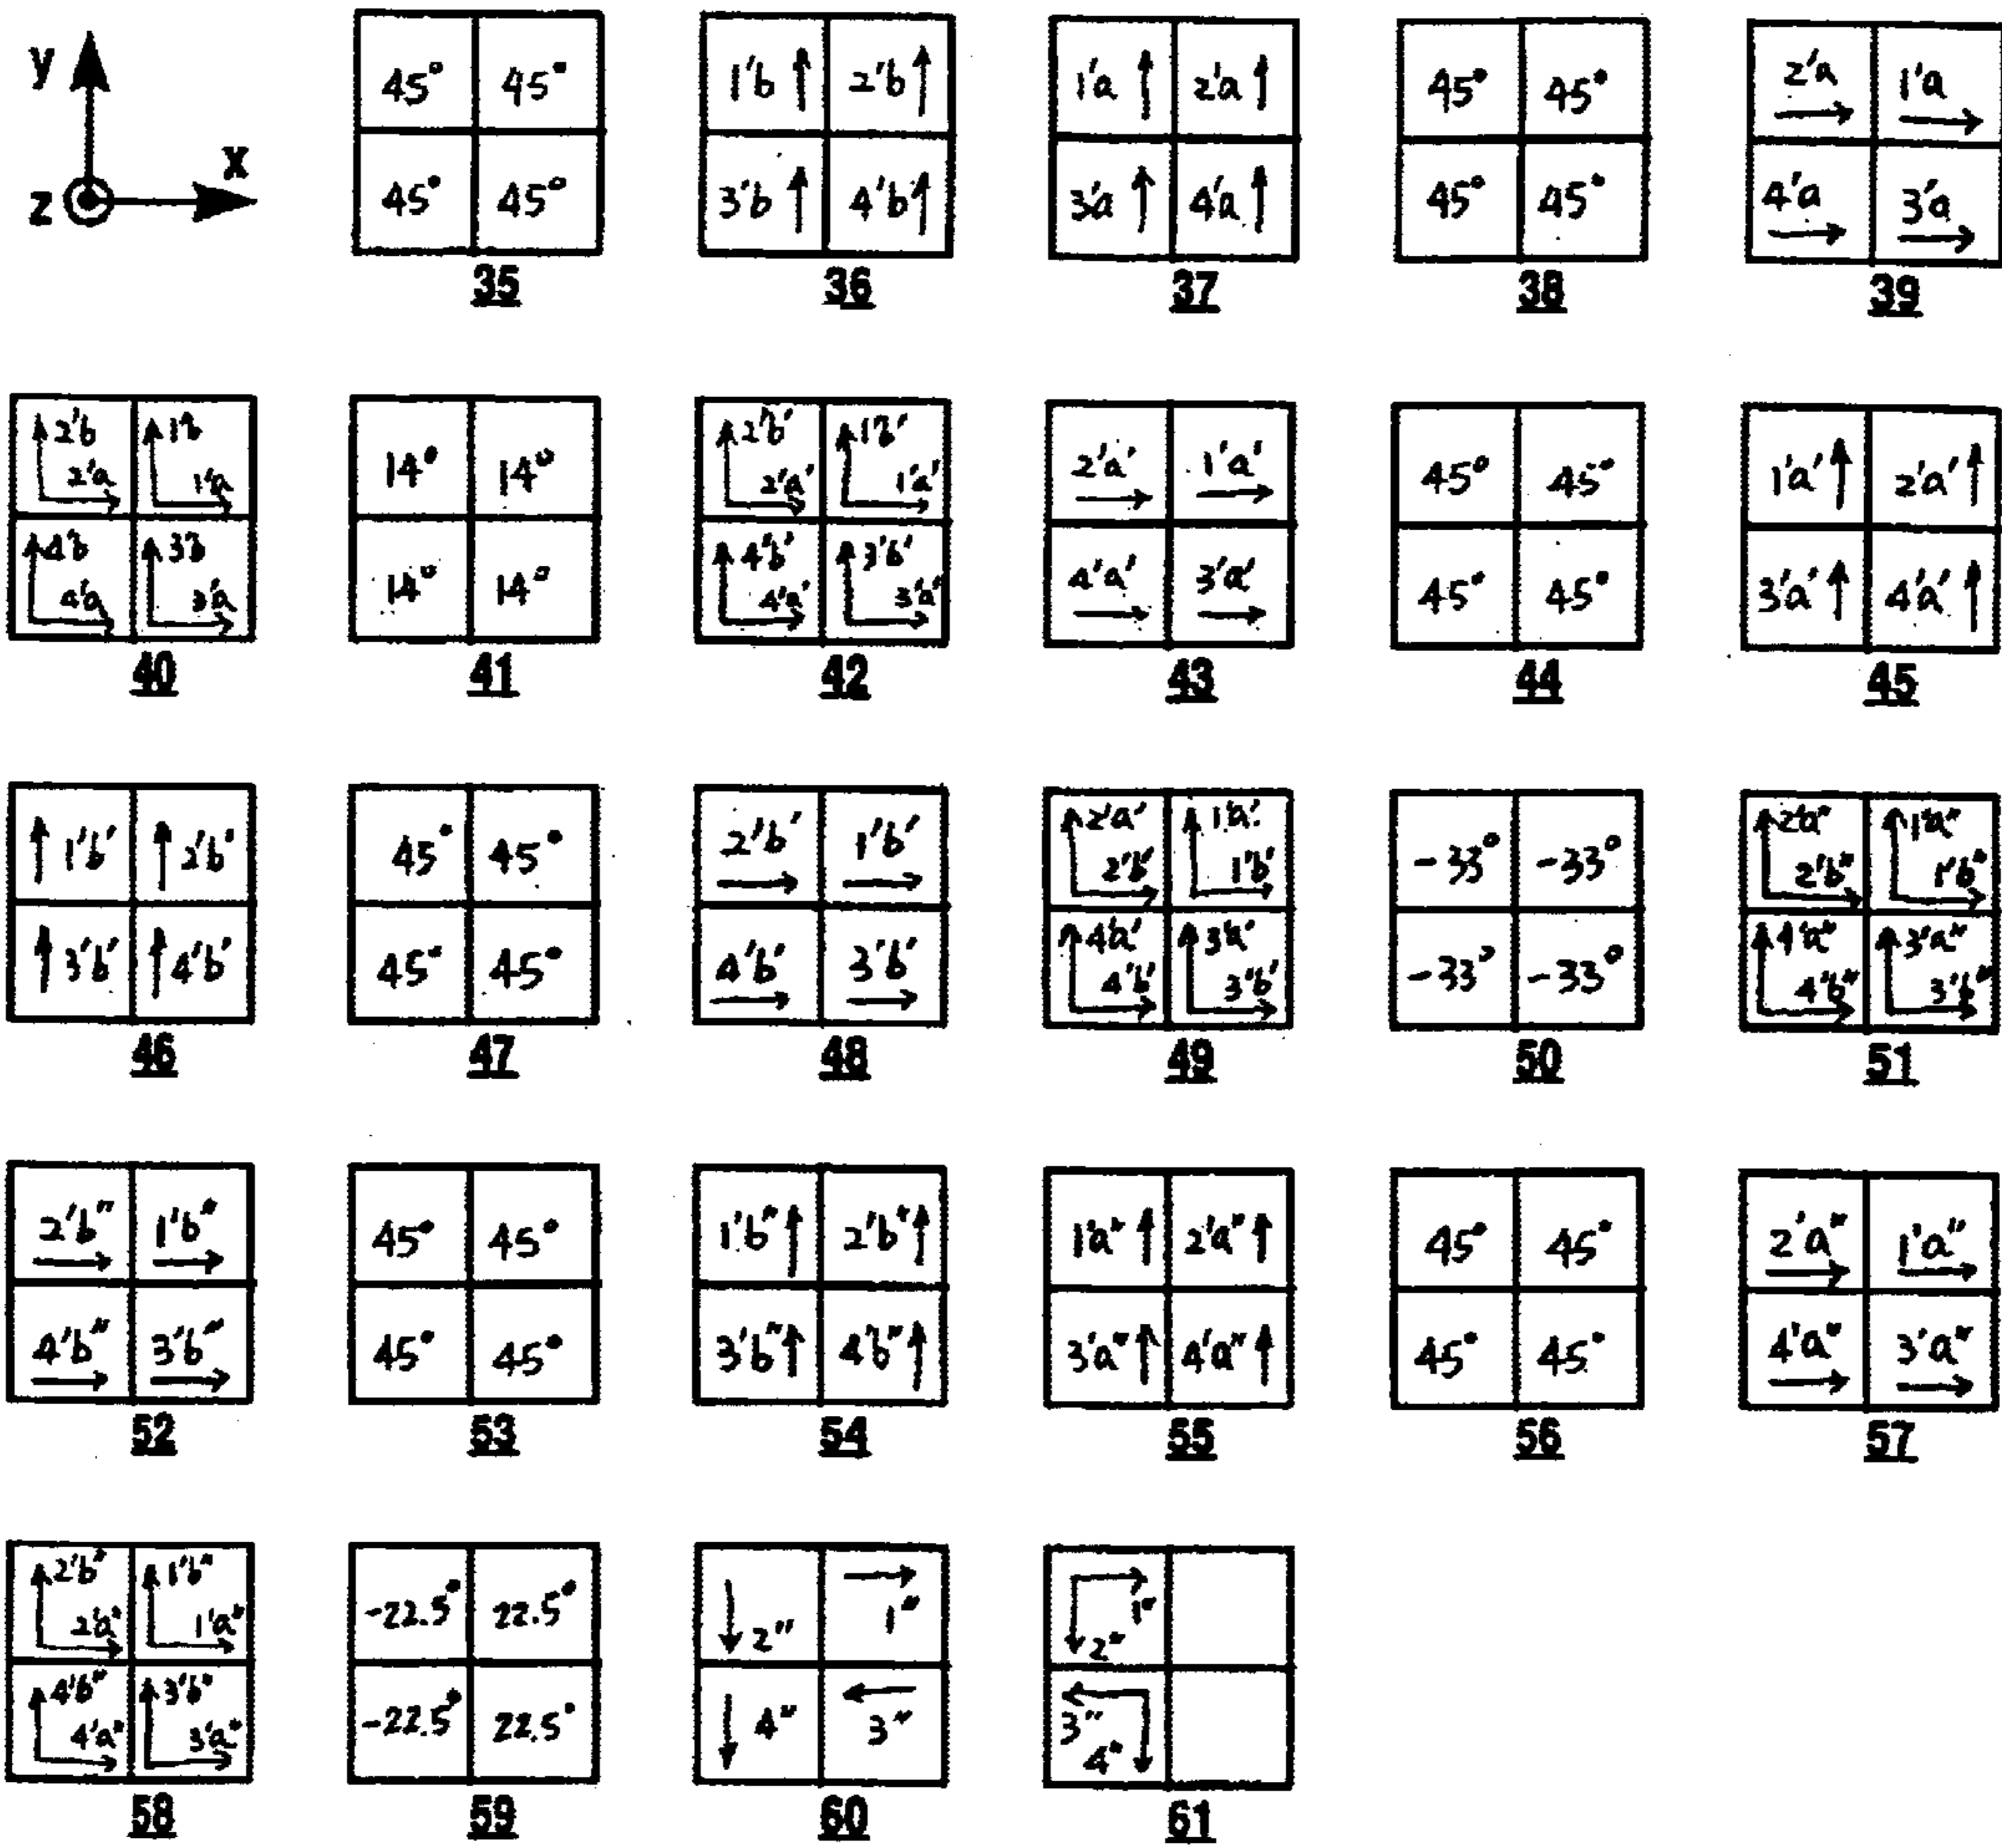 y
x
z
45° 45°
45° 45°
35
1'b 2'b
3'b 4'b
36
1'a 2'a
3'a 4'a
37
45° 45°
45° 45°
38
2'a 1'a
4'a 3'a
39
2'b 1'b
2'a 1'a
4'b 3'b
4'a 3'a
40
14° 14°
14° 14°
41
2'b' 1'b'
2'a' 1'a'
4'b' 3'b'
4'a' 3'a'
42
2'a' 1'a'
4'a' 3'a'
43
45° 45°
45° 45°
44
1'a' 2'a'
3'a' 4'a'
45
1'b' 2'b'
3'b' 4'b'
46
45° 45°
45° 45°
47
2'b' 1'b'
4'b' 3'b'
48
2'a' 1'a'
2'b' 1'b'
4'a' 3'a'
4'b' 3'b'
49
-33° -33°
-33° -33°
50
2'a" 1'a"
2'b" 1'b"
4'a" 3'a"
4'b" 3'b"
51
2'b" 1'b"
4'b" 3'b"
52
45° 45°
45° 45°
53
1'b" 2'b"
3'b" 4'b"
54
1'a" 2'a"
3'a" 4'a"
55
45° 45°
45° 45°
56
2'a" 1'a"
4'a" 3'a"
57
2'b" 1'b"
2'a" 1'a"
4'b" 3'b"
4'a" 3'a"
58
-22.5° 22.5°
-22.5° 22.5°
59
2" 1"
4" 3"
60
1"
2"
3"
4"
61